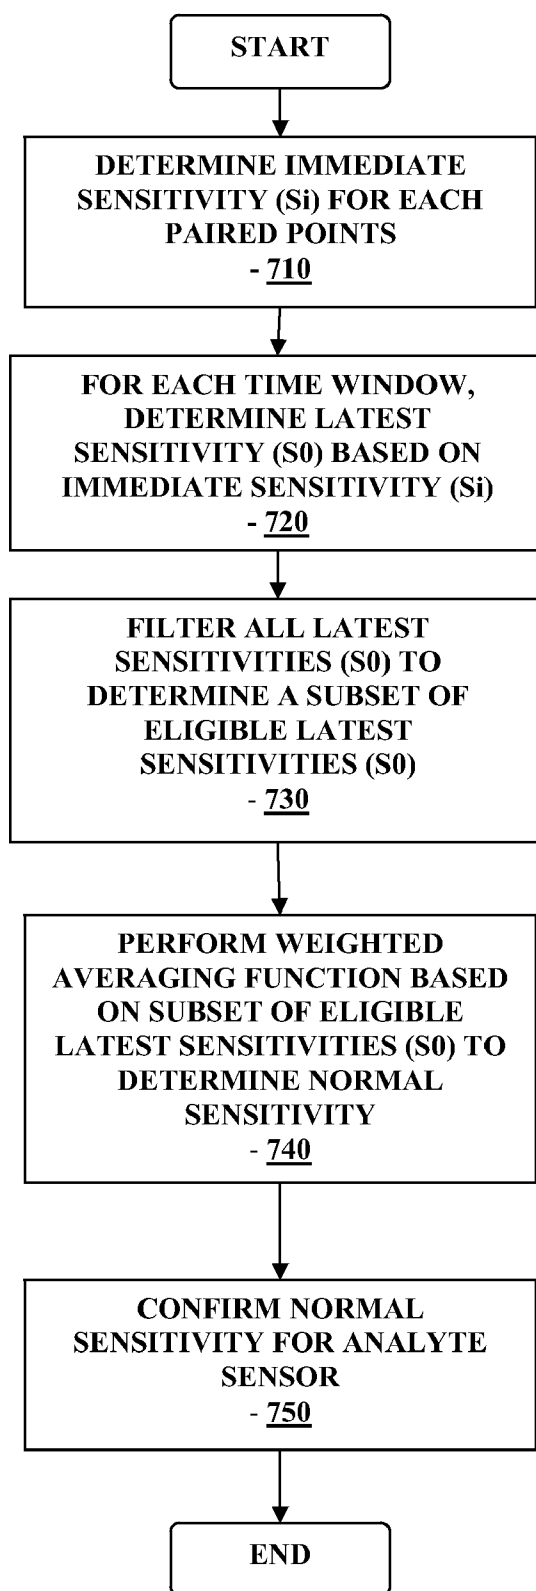 START
DETERMINE IMMEDIATE
SENSITIVITY (Si) FOR EACH
PAIRED POINTS
- 710
FOR EACH TIME WINDOW,
DETERMINE LATEST
SENSITIVITY (S0) BASED ON
IMMEDIATE SENSITIVITY (Si)
- 720
FILTER ALL LATEST
SENSITIVITIES (S0) TO
DETERMINE A SUBSET OF
ELIGIBLE LATEST
SENSITIVITIES (S0)
- 730
PERFORM WEIGHTED
AVERAGING FUNCTION BASED
ON SUBSET OF ELIGIBLE
LATEST SENSITIVITIES (S0) TO
DETERMINE NORMAL
SENSITIVITY
- 740
CONFIRM NORMAL
SENSITIVITY FOR ANALYTE
SENSOR
- 750
END